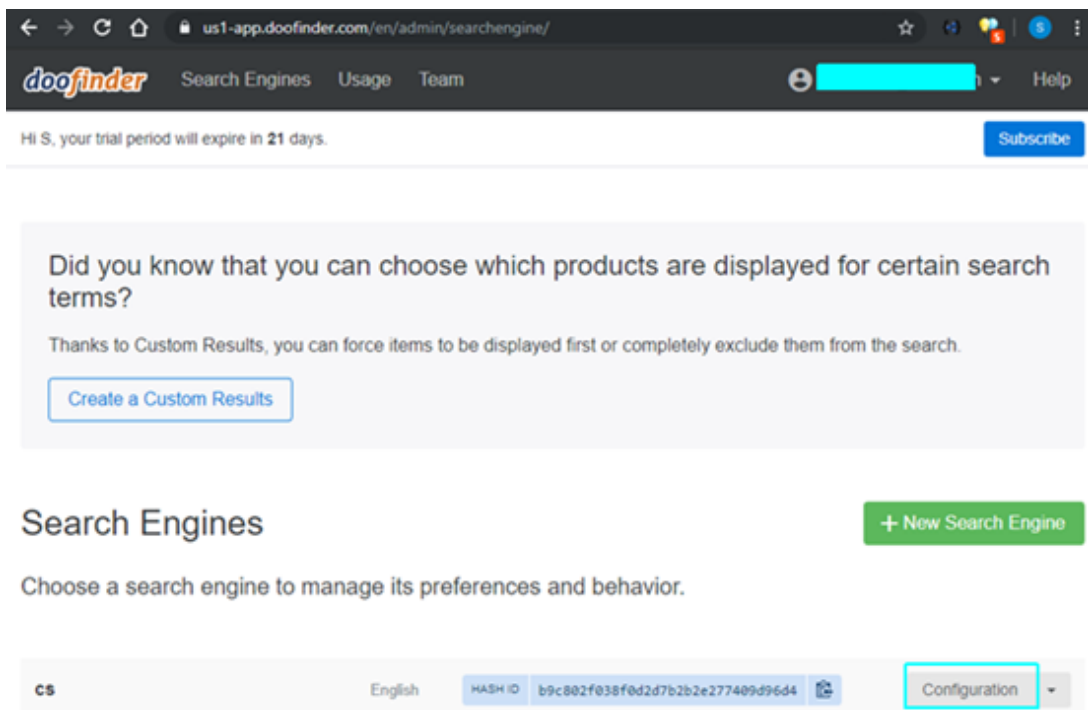 us1-app.doofinder.com/en/admin/searchengine/
S
S
doofinder Search Engines Usage Team Help
Hi S, your trial period will expire in 21 days. Subscribe
Did you know that you can choose which products are displayed for certain search
terms?
Thanks to Custom Results, you can force items to be displayed first or completely exclude them from the search.
Create a Custom Results
Search Engines + New Search Engine
Choose a search engine to manage its preferences and behavior.
cs English HASH ID b9c802f038f0d2d7b2b2e277409d96d4 Configuration